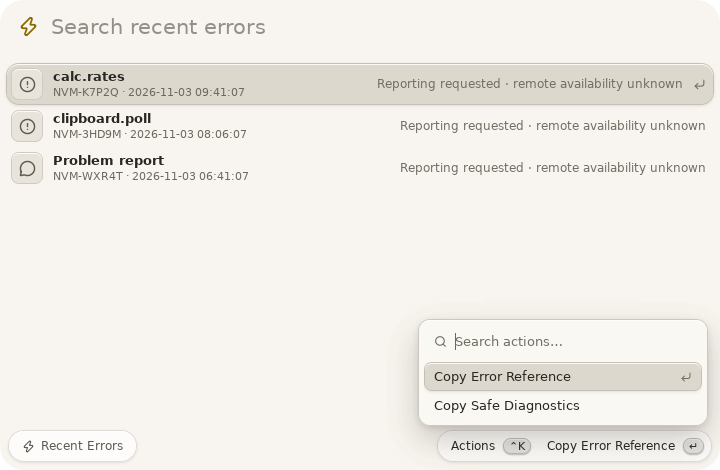 Search recent errors
calc.rates
NVM-K7P2Q · 2026-11-03 09:41:07
Reporting requested · remote availability unknown
clipboard.poll
NVM-3HD9M · 2026-11-03 08:06:07
Reporting requested · remote availability unknown
Problem report
NVM-WXR4T · 2026-11-03 06:41:07
Reporting requested · remote availability unknown
Search actions...
Copy Error Reference
Copy Safe Diagnostics
Recent Errors
Actions ^K Copy Error Reference ↵